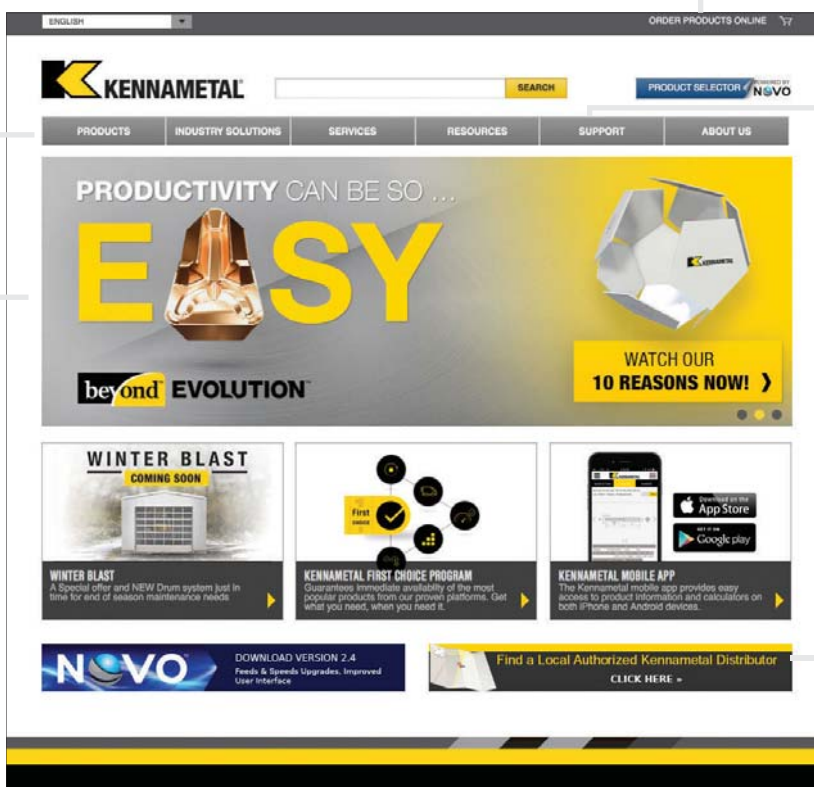 ENGLISH
ORDER PRODUCTS ONLINE
KENNAMETAL
SEARCH
PRODUCT SELECTOR
POWERED BY
NOVO
PRODUCTS
INDUSTRY SOLUTIONS
SERVICES
RESOURCES
SUPPORT
ABOUT US
PRODUCTIVITY CAN BE SO ...
EASY
KENNAMETAL
beyond™ EVOLUTION™
WATCH OUR
10 REASONS NOW! ❯
WINTER BLAST
COMING SOON
WINTER BLAST
A Special offer and NEW Drum system just in
time for end of season maintenance needs
First
CHOICE
KENNAMETAL FIRST CHOICE PROGRAM
Guarantees immediate availability of the most
popular products from our proven platforms. Get
what you need, when you need it.
KENNAMETAL
Download on the
App Store
GET IT ON
Google play
KENNAMETAL MOBILE APP
The Kennametal mobile app provides easy
access to product information and calculators on
both iPhone and Android devices.
NOVO
DOWNLOAD VERSION 2.4
Feeds & Speeds Upgrades, Improved
User Interface
Find a Local Authorized Kennametal Distributor
CLICK HERE »